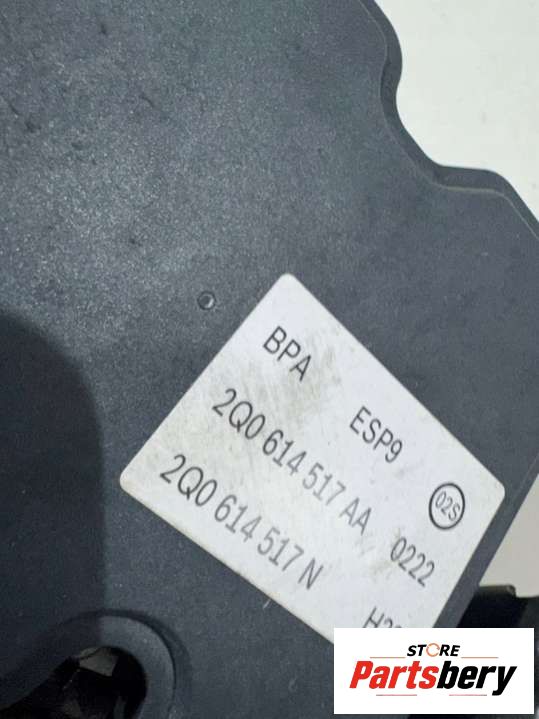 BPA ESP9 02S
2Q0 614 517 AA 0222
2Q0 614 517 N
STORE
Partsbery